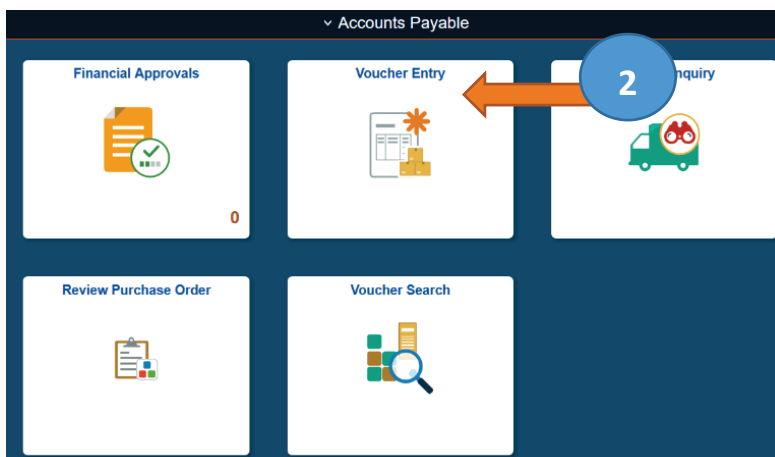 Accounts Payable
Financial Approvals
Voucher Entry
2
nquiry
0
Review Purchase Order
Voucher Search